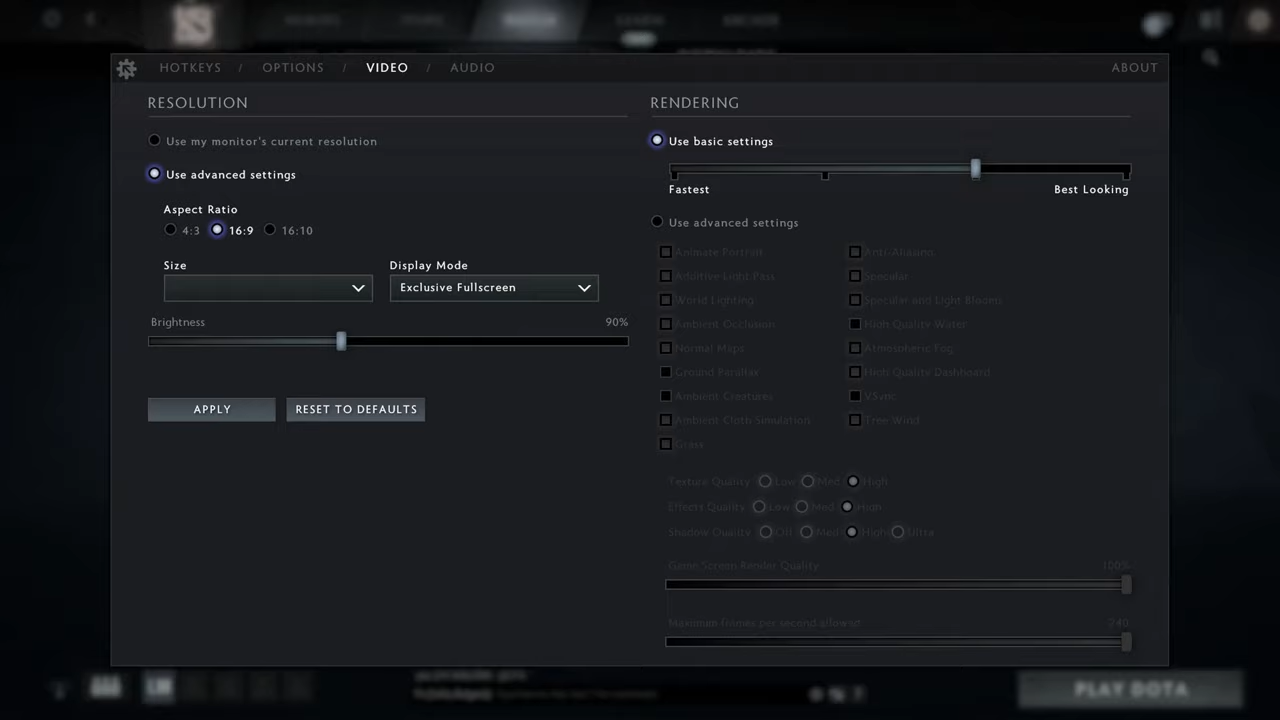 HOTKEYS / OPTIONS / VIDEO / AUDIO
ABOUT
RESOLUTION
Use my monitor's current resolution
Use advanced settings
Aspect Ratio
4:3 16:9 16:10
Size Display Mode
Exclusive Fullscreen
Brightness 90%
APPLY RESET TO DEFAULTS
RENDERING
Use basic settings
Fastest Best Looking
Use advanced settings
Animate Portrait Anti-Aliasing
Additive Light Pass Specular
World Lighting Specular and Light Blooms
Ambient Occlusion High Quality Water
Normal Maps Atmospheric Fog
Ground Parallax High Quality Dashboard
Ambient Creatures VSync
Ambient Cloth Simulation Tree Wind
Grass
Texture Quality Low Med High
Effects Quality Low Med High
Shadow Quality Off Med High Ultra
Game Screen Render Quality 100%
Maximum frames per second allowed 240
PLAY DOTA